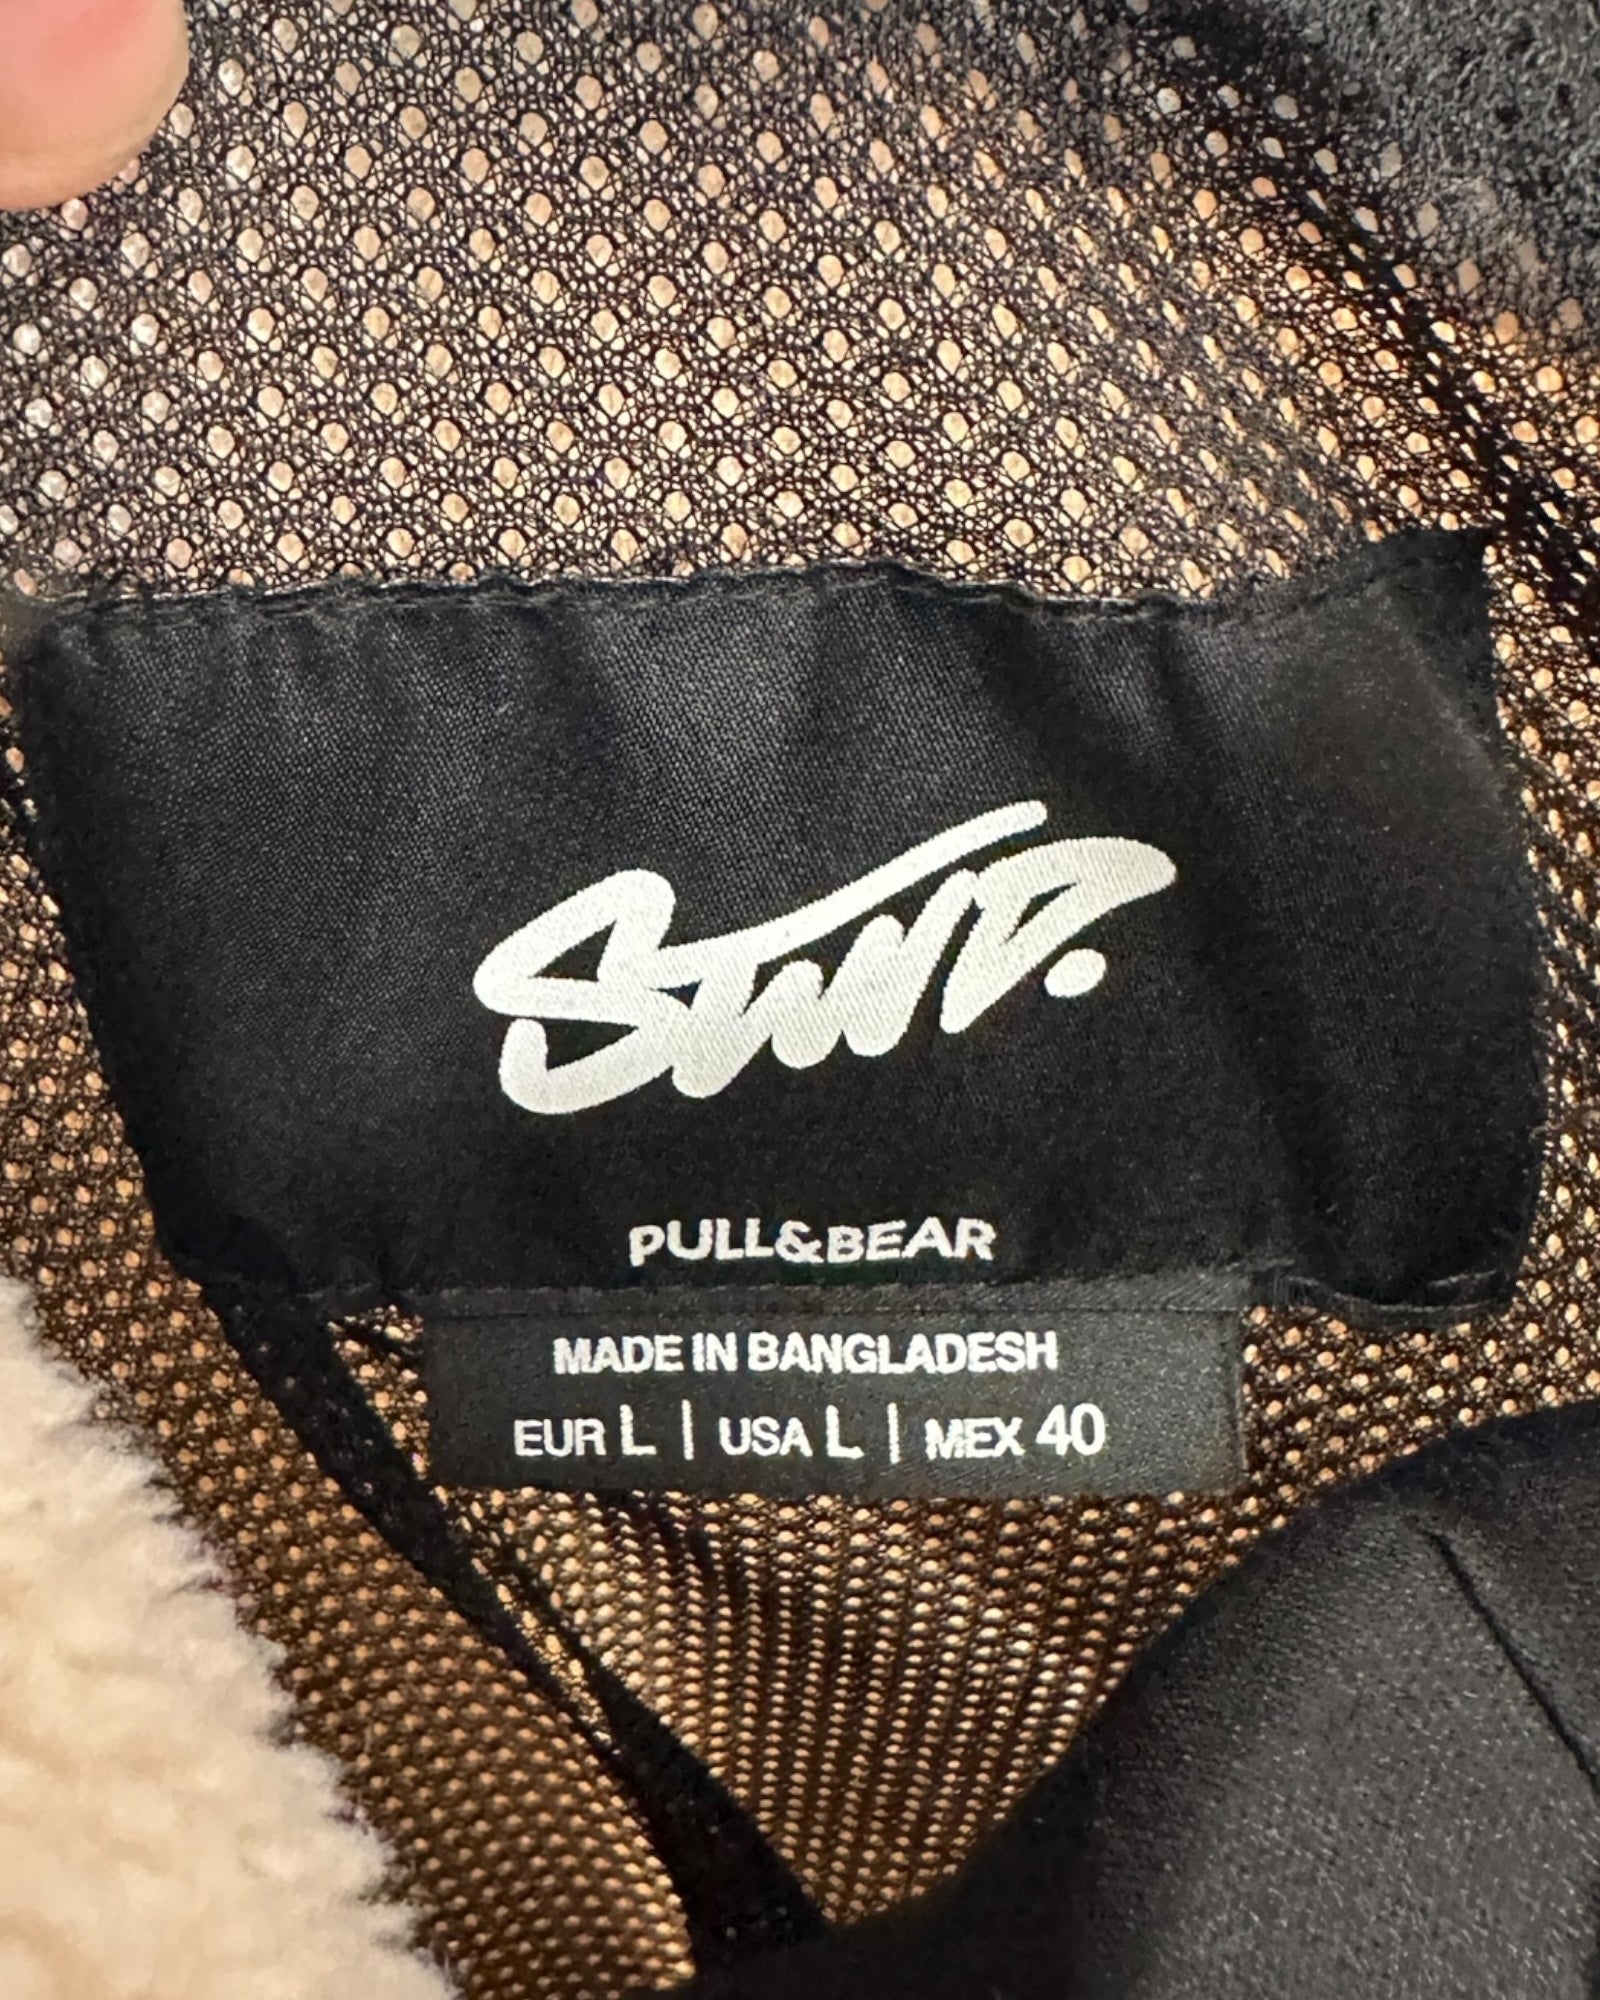 STWD.
PULL&BEAR
MADE IN BANGLADESH
EUR L | USA L | MEX 40